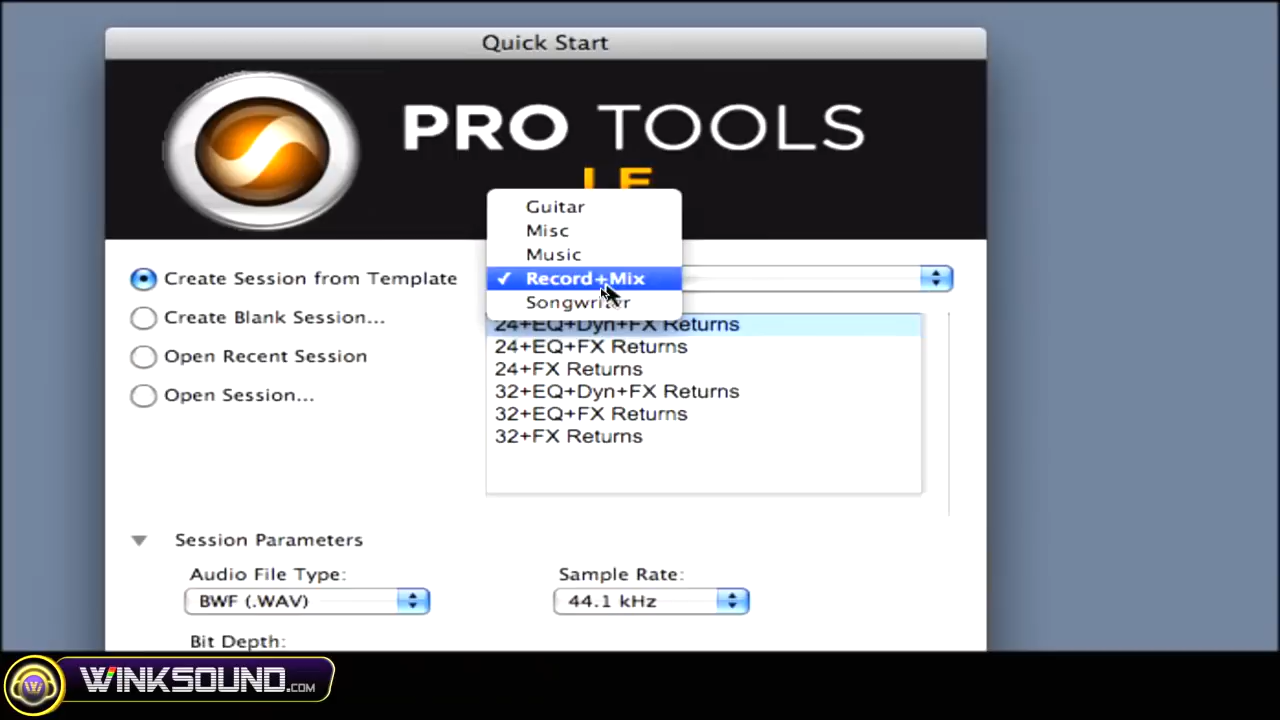 Quick Start
PRO TOOLS
LE
Guitar
Misc
Music
✓ Record+Mix
Songwriter
Create Session from Template
Create Blank Session...
Open Recent Session
Open Session...
24+EQ+Dyn+FX Returns
24+EQ+FX Returns
24+FX Returns
32+EQ+Dyn+FX Returns
32+EQ+FX Returns
32+FX Returns
Session Parameters
Audio File Type:
BWF (.WAV)
Sample Rate:
44.1 kHz
Bit Depth:
WINKSOUND.COM